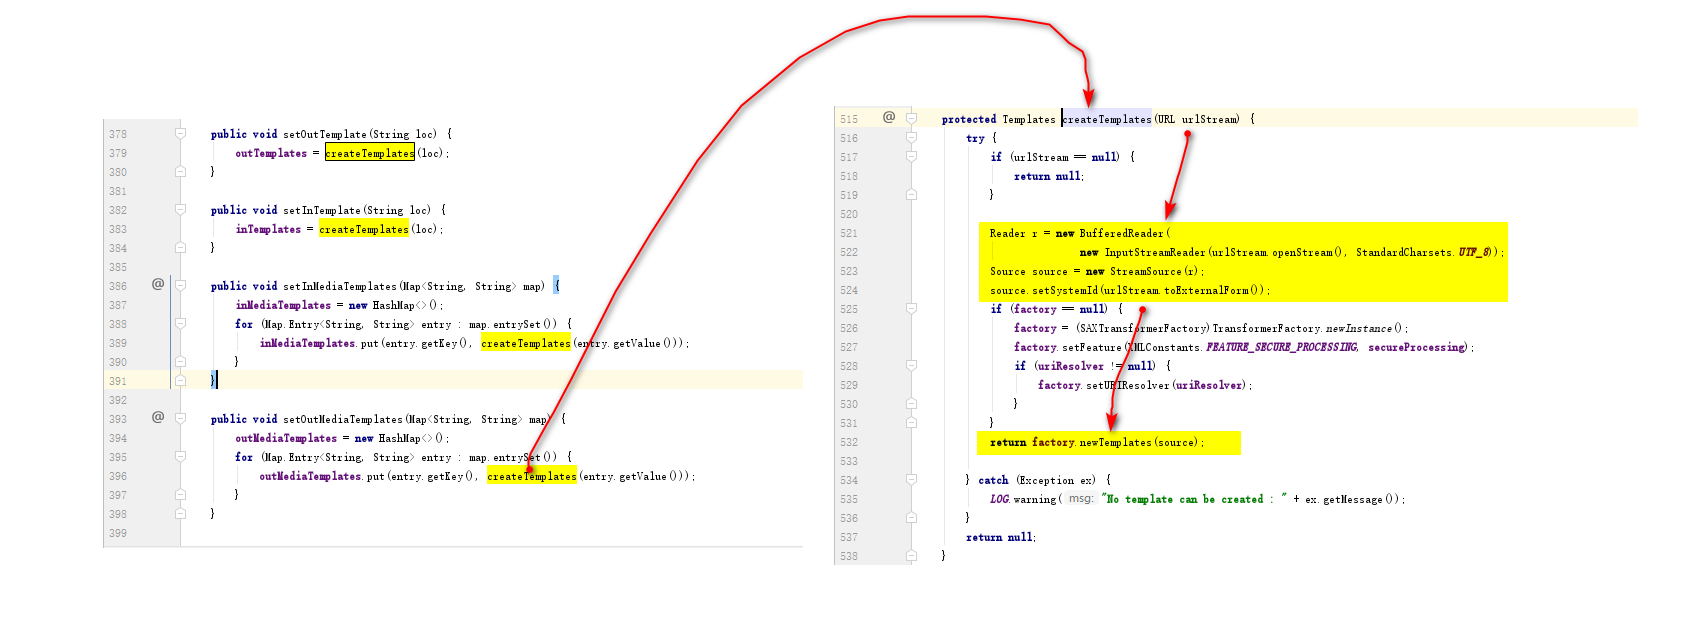 378 public void setOutTemplate(String loc) {
379 outTemplates = createTemplates(loc);
380 }
381
382 public void setInTemplate(String loc) {
383 inTemplates = createTemplates(loc);
384 }
385
386 @ public void setInMediaTemplates(Map<String, String> map) {
387 inMediaTemplates = new HashMap<>();
388 for (Map.Entry<String, String> entry : map.entrySet()) {
389 inMediaTemplates.put(entry.getKey(), createTemplates(entry.getValue()));
390 }
391 }
392
393 @ public void setOutMediaTemplates(Map<String, String> map) {
394 outMediaTemplates = new HashMap<>();
395 for (Map.Entry<String, String> entry : map.entrySet()) {
396 outMediaTemplates.put(entry.getKey(), createTemplates(entry.getValue()));
397 }
398 }
399
515 @ protected Templates createTemplates(URL urlStream) {
516 try {
517 if (urlStream == null) {
518 return null;
519 }
520
521 Reader r = new BufferedReader(
522 new InputStreamReader(urlStream.openStream(), StandardCharsets.UTF_8));
523 Source source = new StreamSource(r);
524 source.setSystemId(urlStream.toExternalForm());
525 if (factory == null) {
526 factory = (SAXTransformerFactory)TransformerFactory.newInstance();
527 factory.setFeature(XMLConstants.FEATURE_SECURE_PROCESSING, secureProcessing);
528 if (uriResolver != null) {
529 factory.setURIResolver(uriResolver);
530 }
531 }
532 return factory.newTemplates(source);
533
534 } catch (Exception ex) {
535 LOG.warning( msg: "No template can be created : " + ex.getMessage());
536 }
537 return null;
538 }